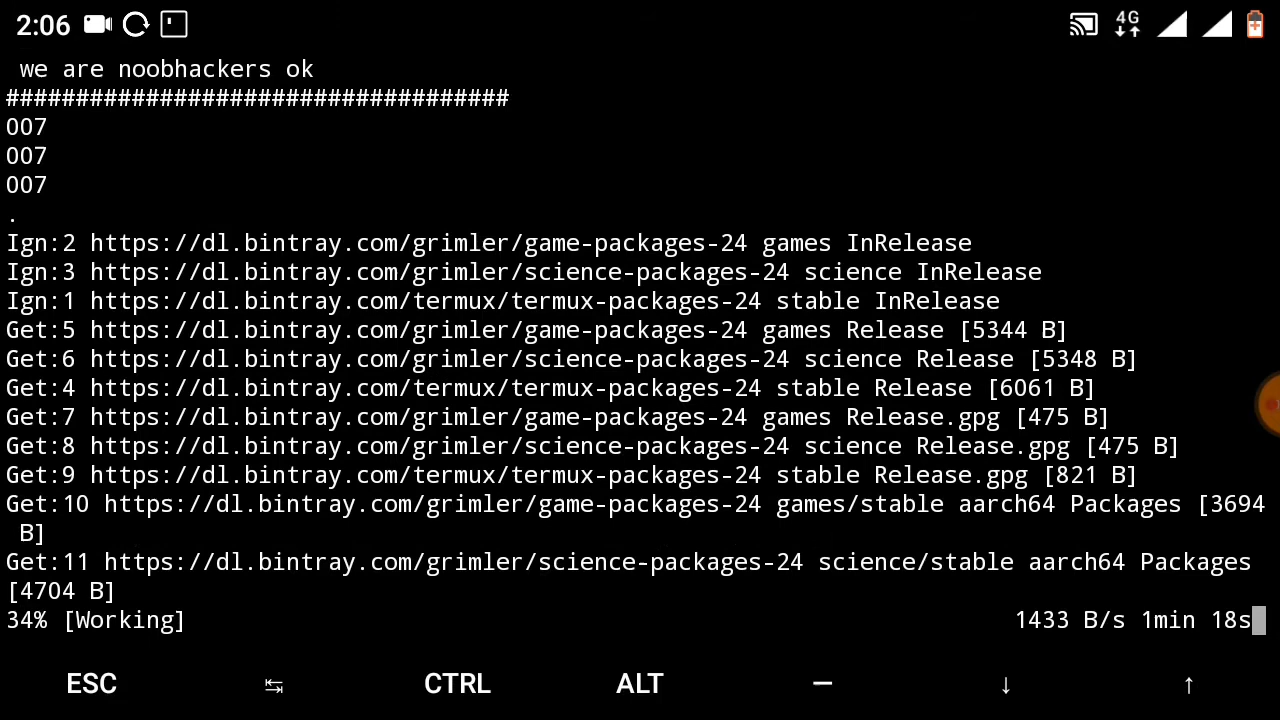 2:06 4G
we are noobhackers ok
####################################
007
007
007
.
Ign:2 https://dl.bintray.com/grimler/game-packages-24 games InRelease
Ign:3 https://dl.bintray.com/grimler/science-packages-24 science InRelease
Ign:1 https://dl.bintray.com/termux/termux-packages-24 stable InRelease
Get:5 https://dl.bintray.com/grimler/game-packages-24 games Release [5344 B]
Get:6 https://dl.bintray.com/grimler/science-packages-24 science Release [5348 B]
Get:4 https://dl.bintray.com/termux/termux-packages-24 stable Release [6061 B]
Get:7 https://dl.bintray.com/grimler/game-packages-24 games Release.gpg [475 B]
Get:8 https://dl.bintray.com/grimler/science-packages-24 science Release.gpg [475 B]
Get:9 https://dl.bintray.com/termux/termux-packages-24 stable Release.gpg [821 B]
Get:10 https://dl.bintray.com/grimler/game-packages-24 games/stable aarch64 Packages [3694
B]
Get:11 https://dl.bintray.com/grimler/science-packages-24 science/stable aarch64 Packages
[4704 B]
34% [Working] 1433 B/s 1min 18s
ESC ↹ CTRL ALT — ↓ ↑